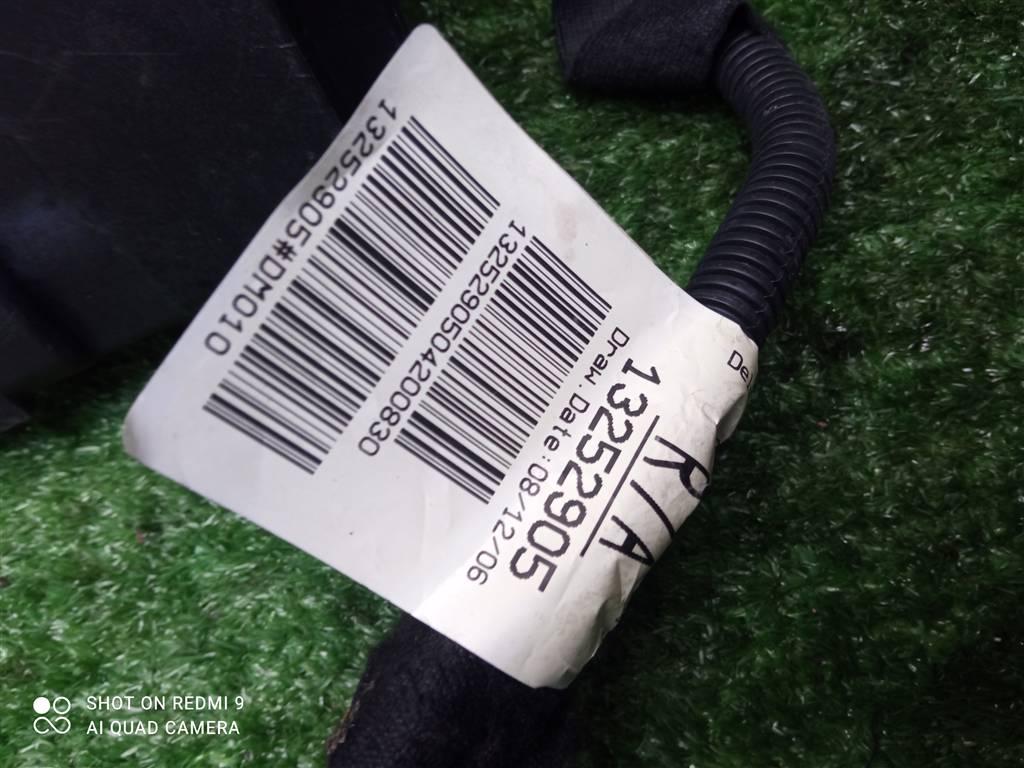 R/A
13252905
Draw.Date:08/12/06
1325290504200830
13252905#DM010
SHOT ON REDMI 9
AI QUAD CAMERA